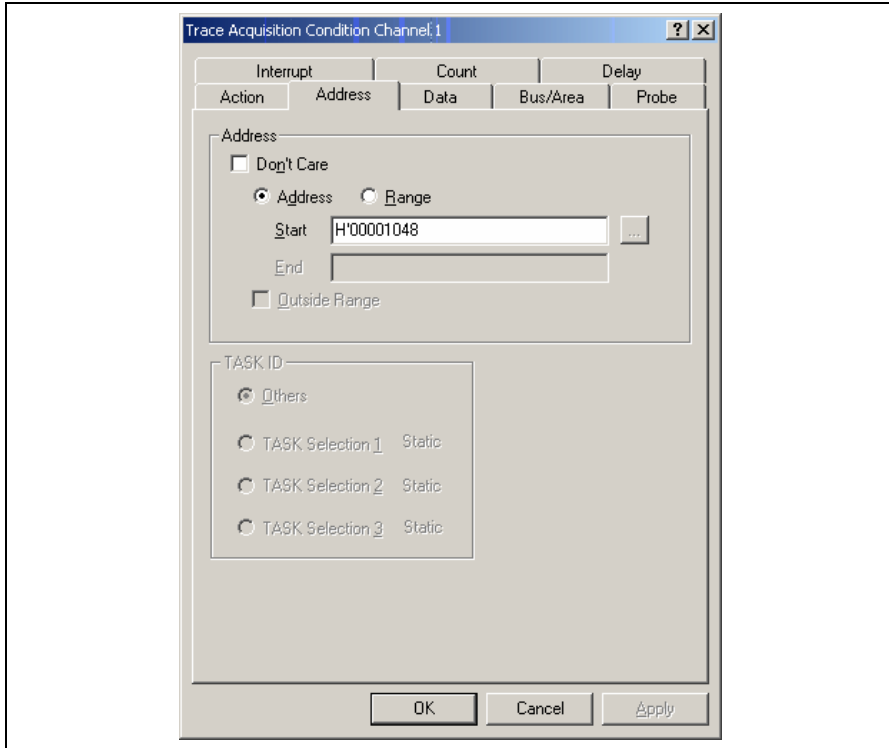 Trace Acquisition Condition Channel 1
Interrupt Count Delay
Action Address Data Bus/Area Probe
Address
Don't Care
Address Range
Start H'00001048 ...
End
Outside Range
TASK ID
Others
TASK Selection 1 Static
TASK Selection 2 Static
TASK Selection 3 Static
OK Cancel Apply